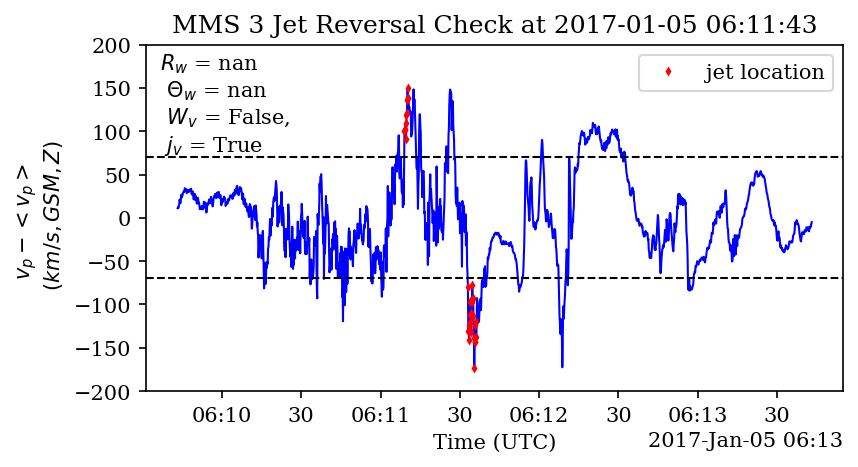 MMS 3 Jet Reversal Check at 2017-01-05 06:11:43
200
150
100
50
0
−50
−100
−150
−200
v_p − < v_p >
(km/s, GSM, Z)
R_w = nan
Θ_w = nan
W_v = False,
j_v = True
jet location
06:10 30 06:11 30 06:12 30 06:13 30
Time (UTC)
2017-Jan-05 06:13